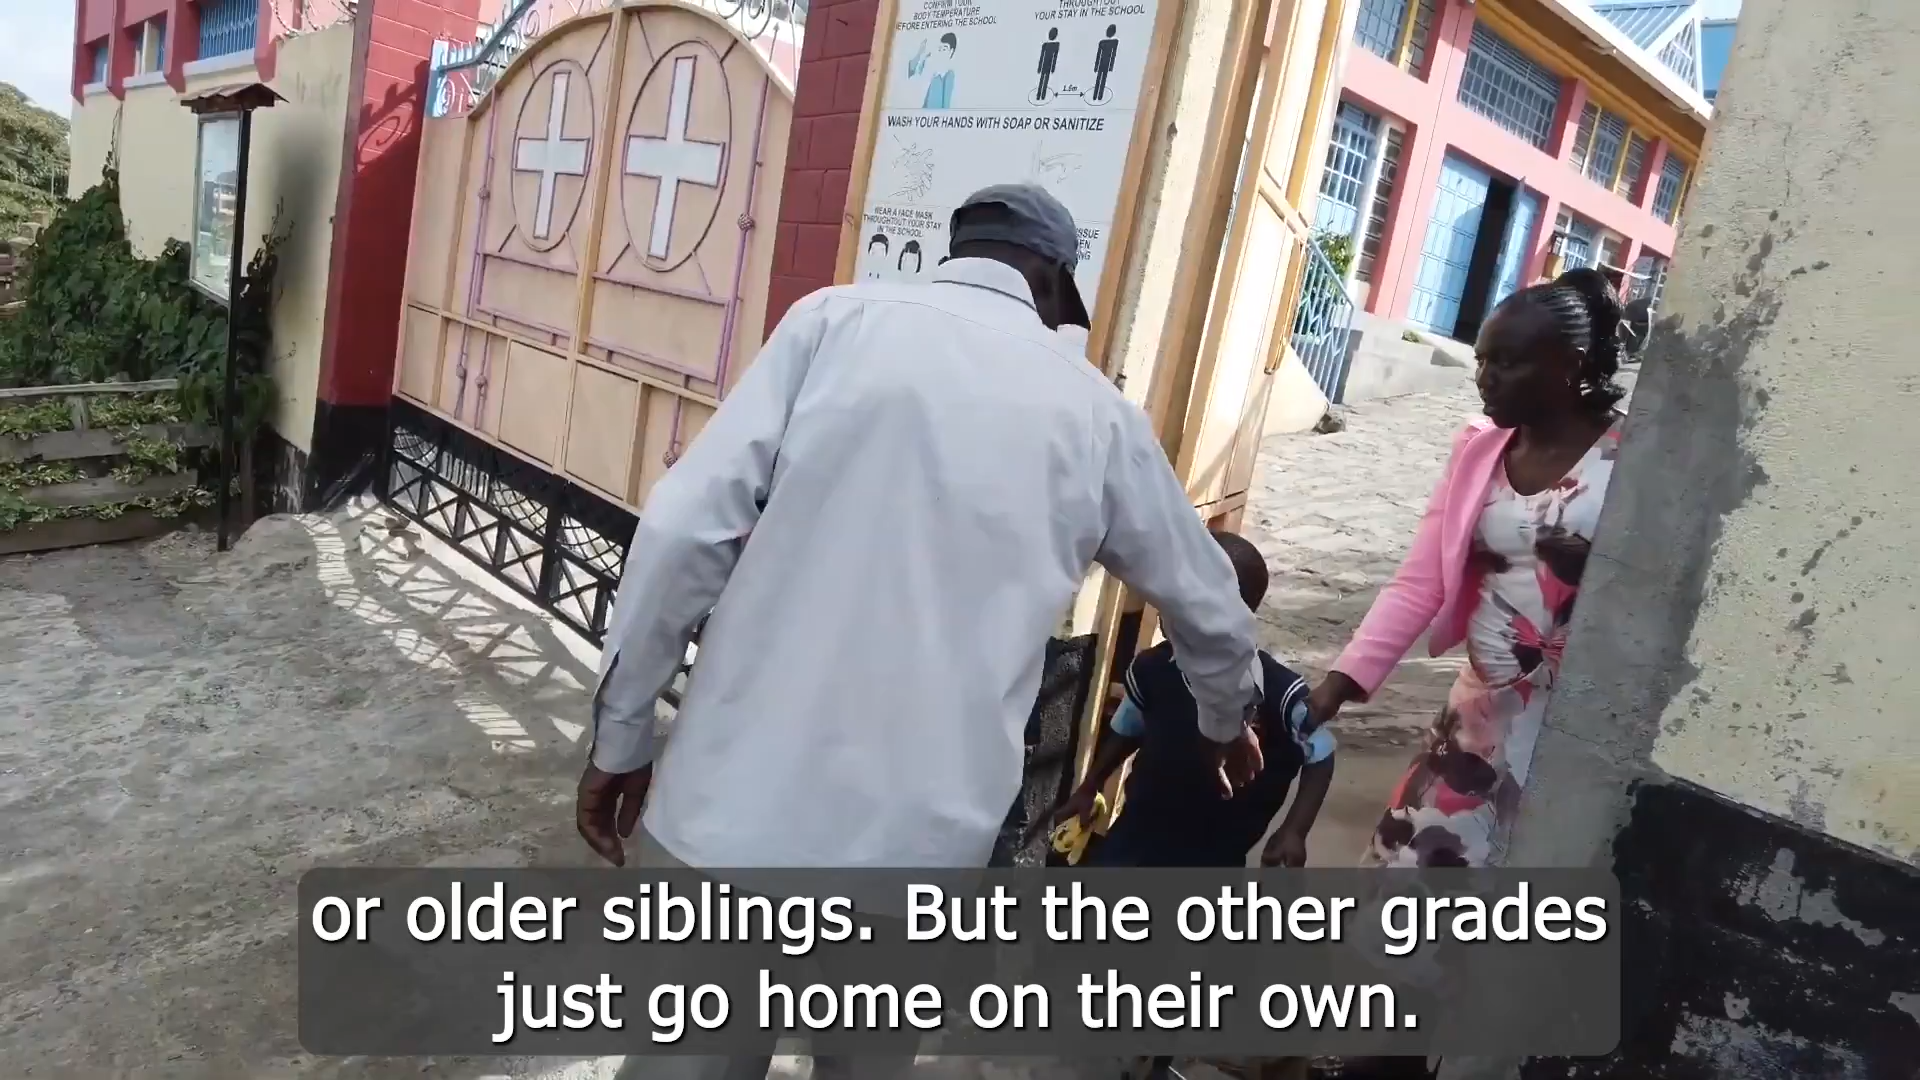 CONFIRM YOUR
BODY TEMPERATURE
BEFORE ENTERING THE SCHOOL
THROUGHOUT
YOUR STAY IN THE SCHOOL
1.5m
WASH YOUR HANDS WITH SOAP OR SANITIZE
WEAR A FACE MASK
THROUGHTOUT YOUR STAY
IN THE SCHOOL
or older siblings. But the other grades
just go home on their own.